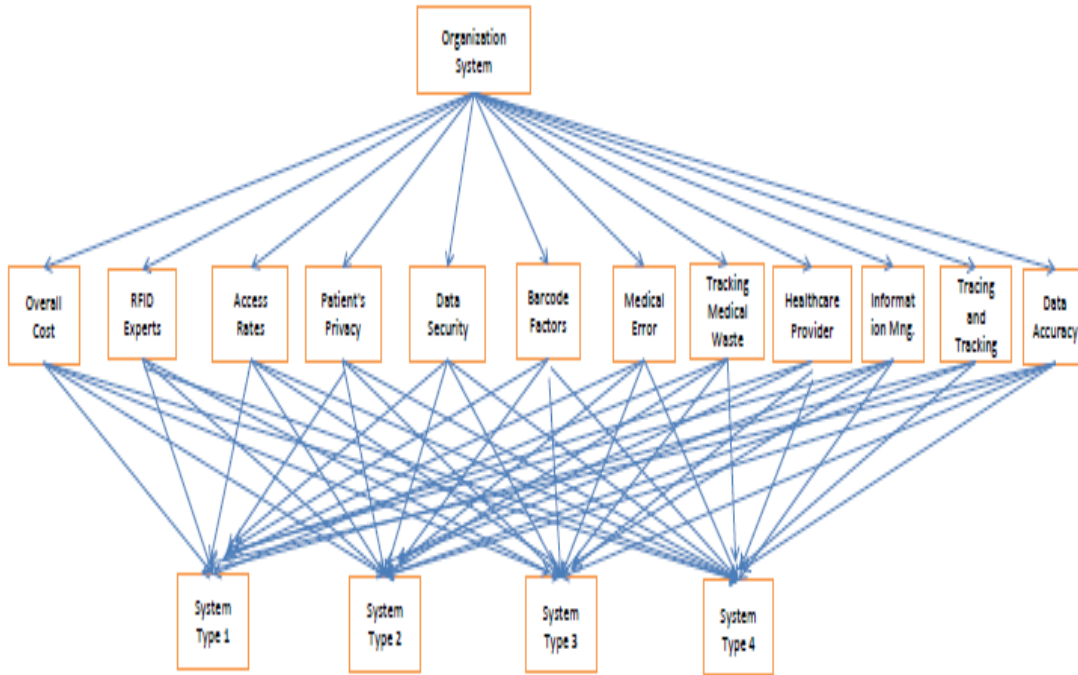 Organization
System
Overall
Cost
RFID
Experts
Access
Rates
Patient's
Privacy
Data
Security
Barcode
Factors
Medical
Error
Tracking
Medical
Waste
Healthcare
Provider
Informat
ion Mng.
Tracing
and
Tracking
Data
Accuracy
System
Type 1
System
Type 2
System
Type 3
System
Type 4